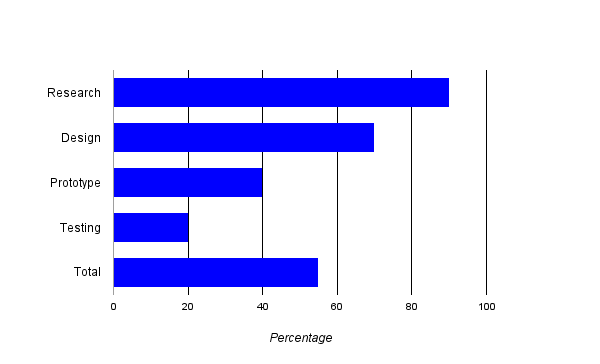 Research
Design
Prototype
Testing
Total
0 20 40 60 80 100
Percentage